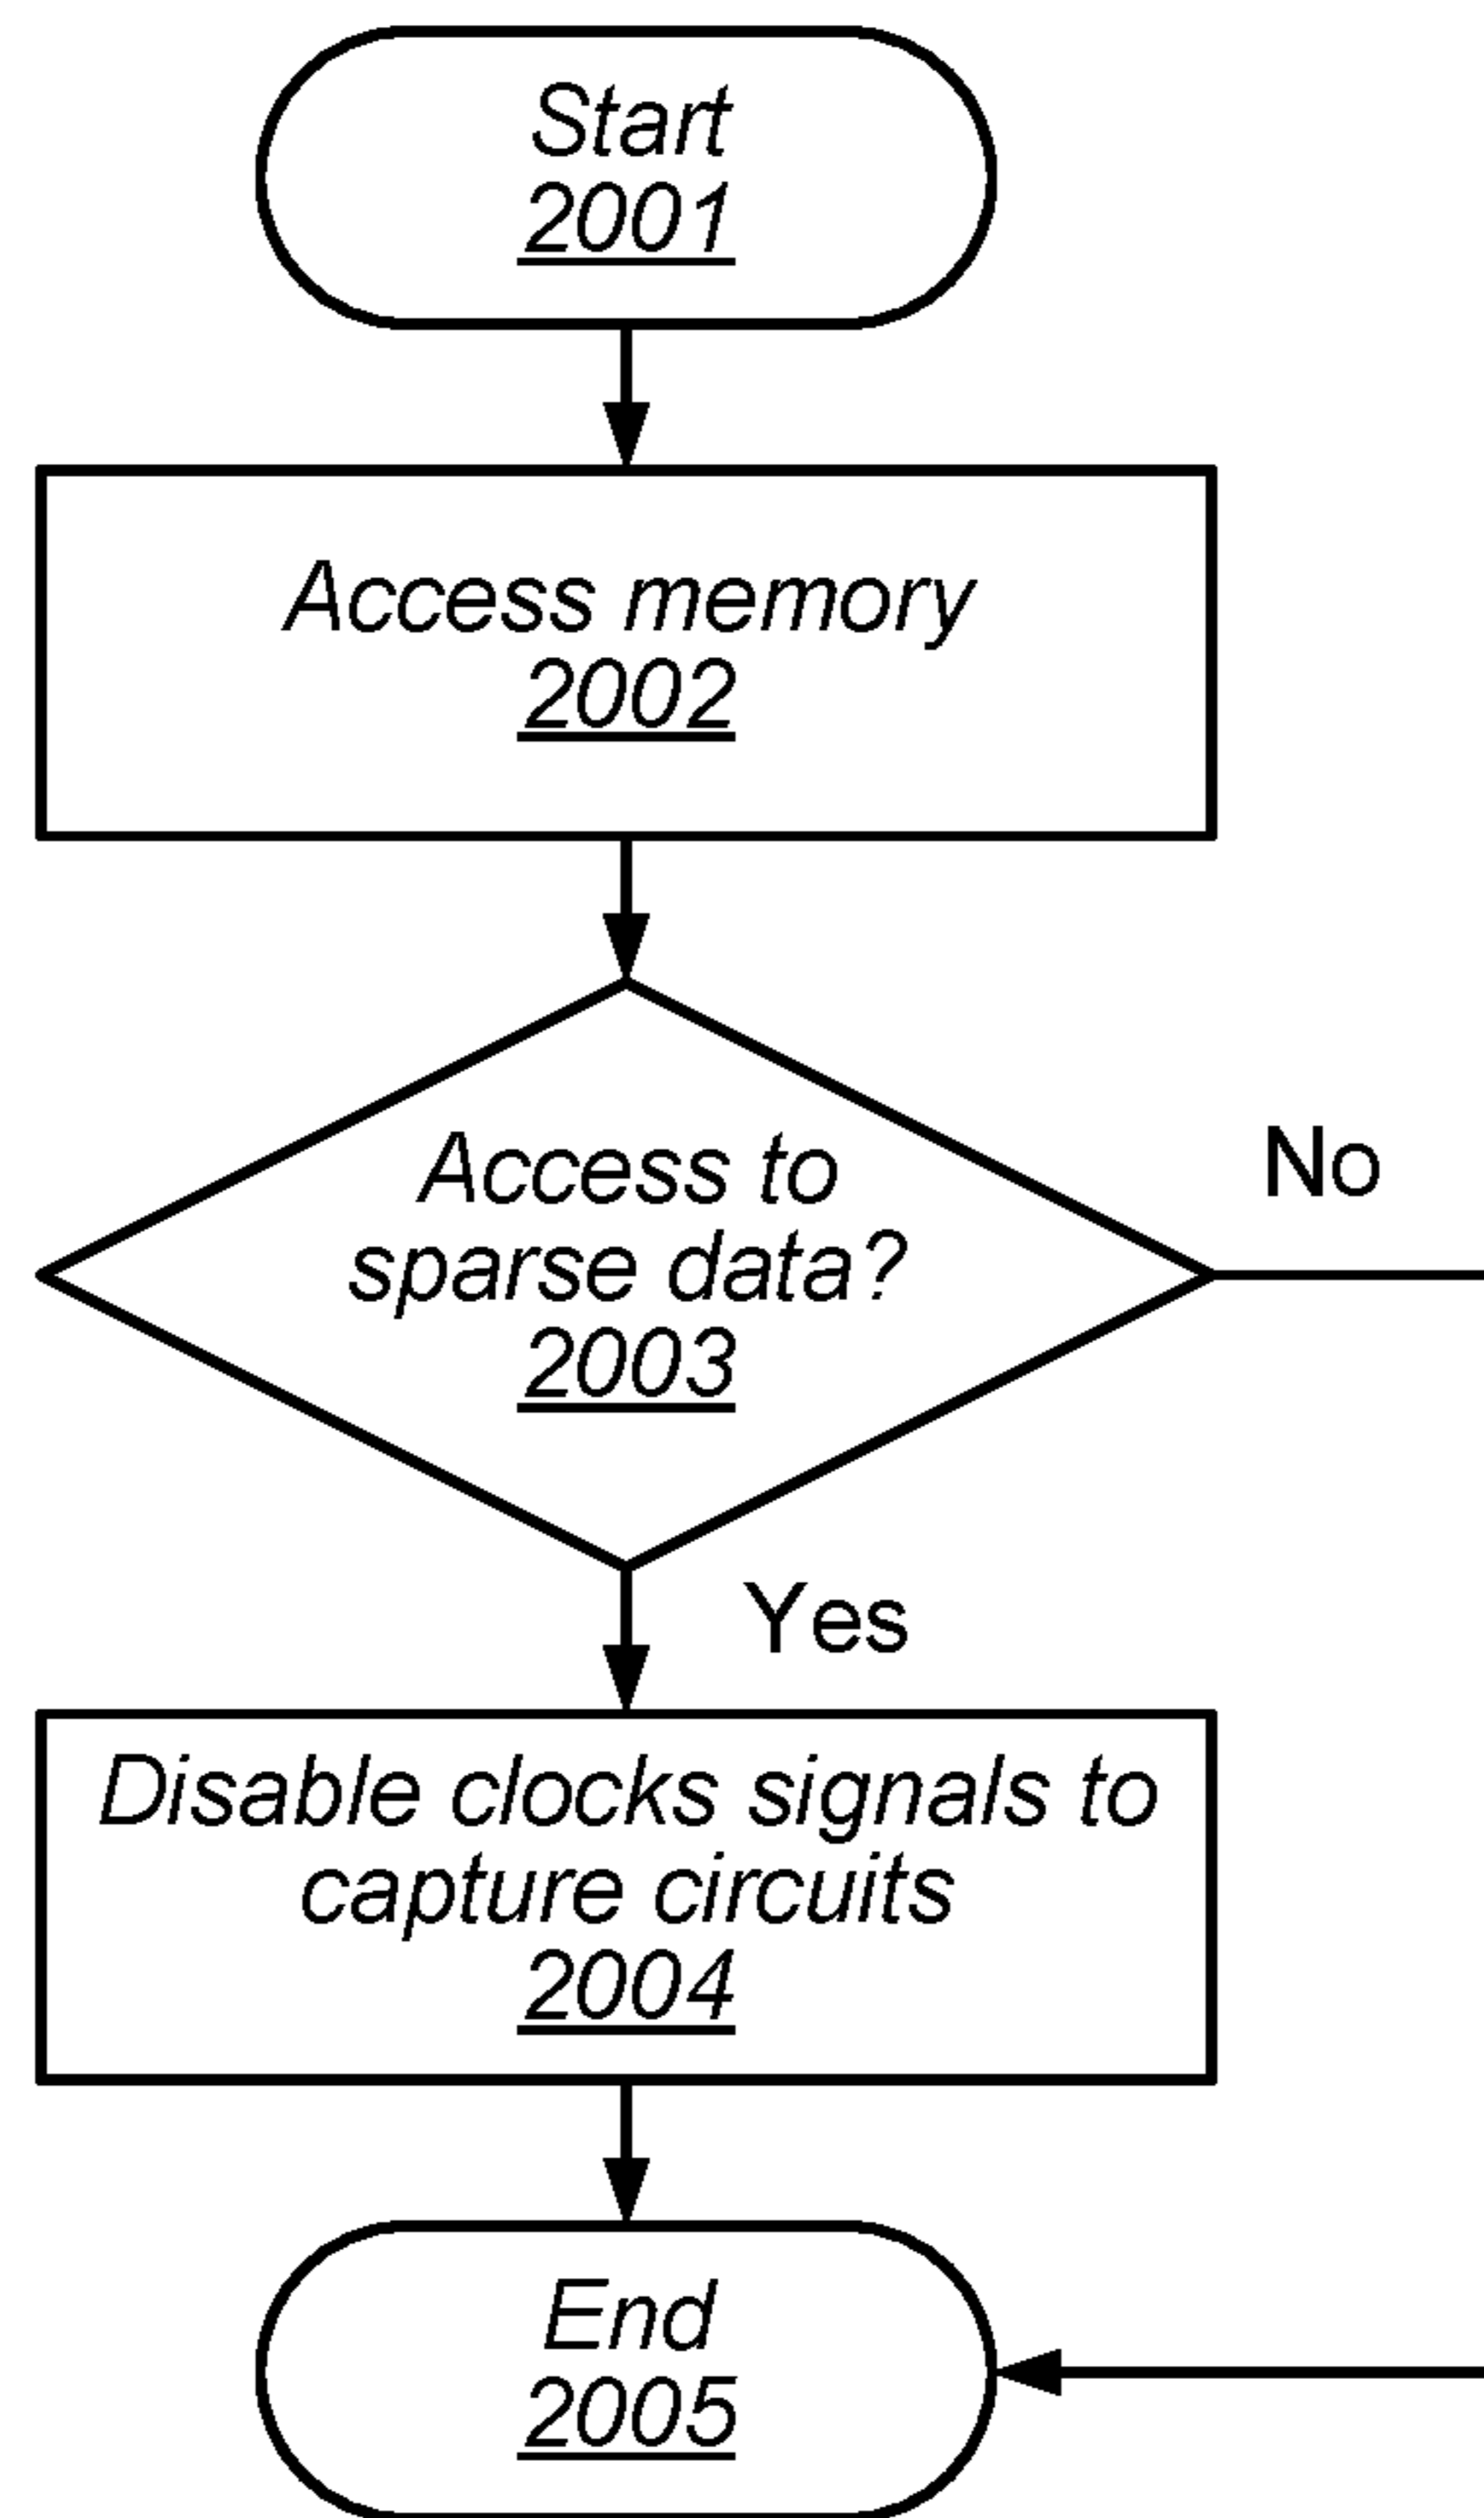 Start
2001
Access memory
2002
Access to
sparse data?
2003
No
Yes
Disable clocks signals to
capture circuits
2004
End
2005